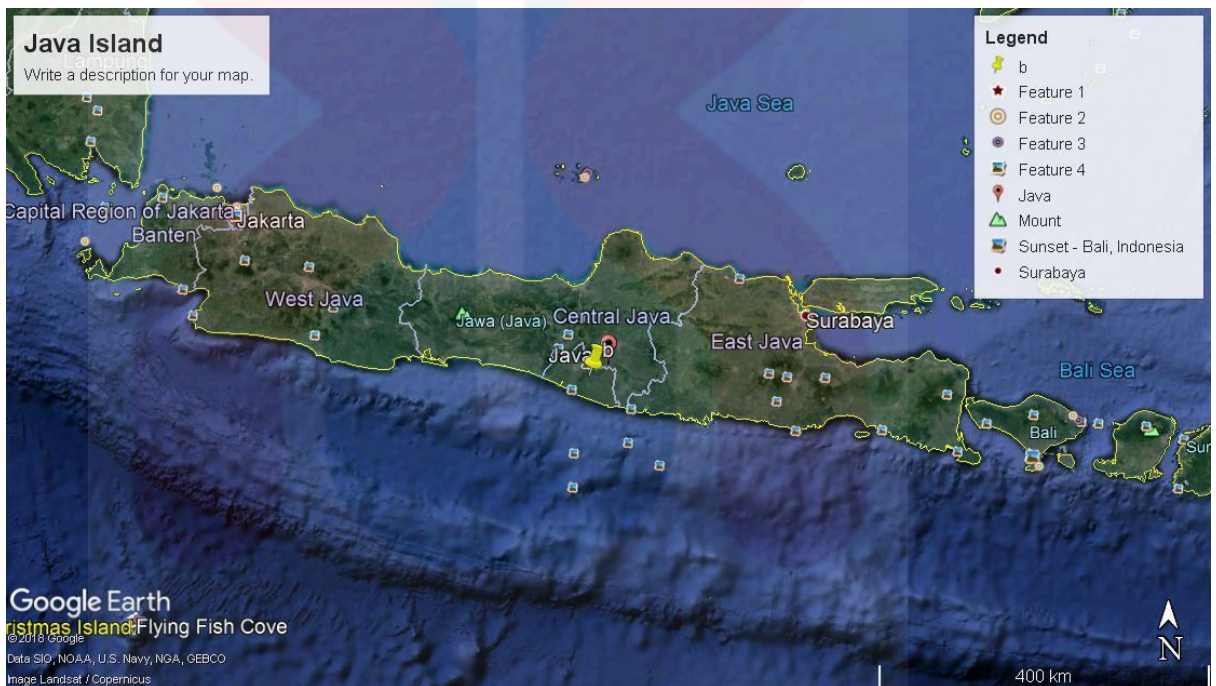 Java Island
Write a description for your map.
Lampung
Legend
b
Feature 1
Feature 2
Feature 3
Feature 4
Java
Mount
Sunset - Bali, Indonesia
Surabaya
Java Sea
Capital Region of Jakarta
Jakarta
Banten
West Java
Jawa (Java)
Central Java
Surabaya
East Java
Java
b
Bali Sea
Bali
Google Earth
ristmas Island
Flying Fish Cove
©2018 Google
Data SIO, NOAA, U.S. Navy, NGA, GEBCO
Image Landsat / Copernicus
N
400 km